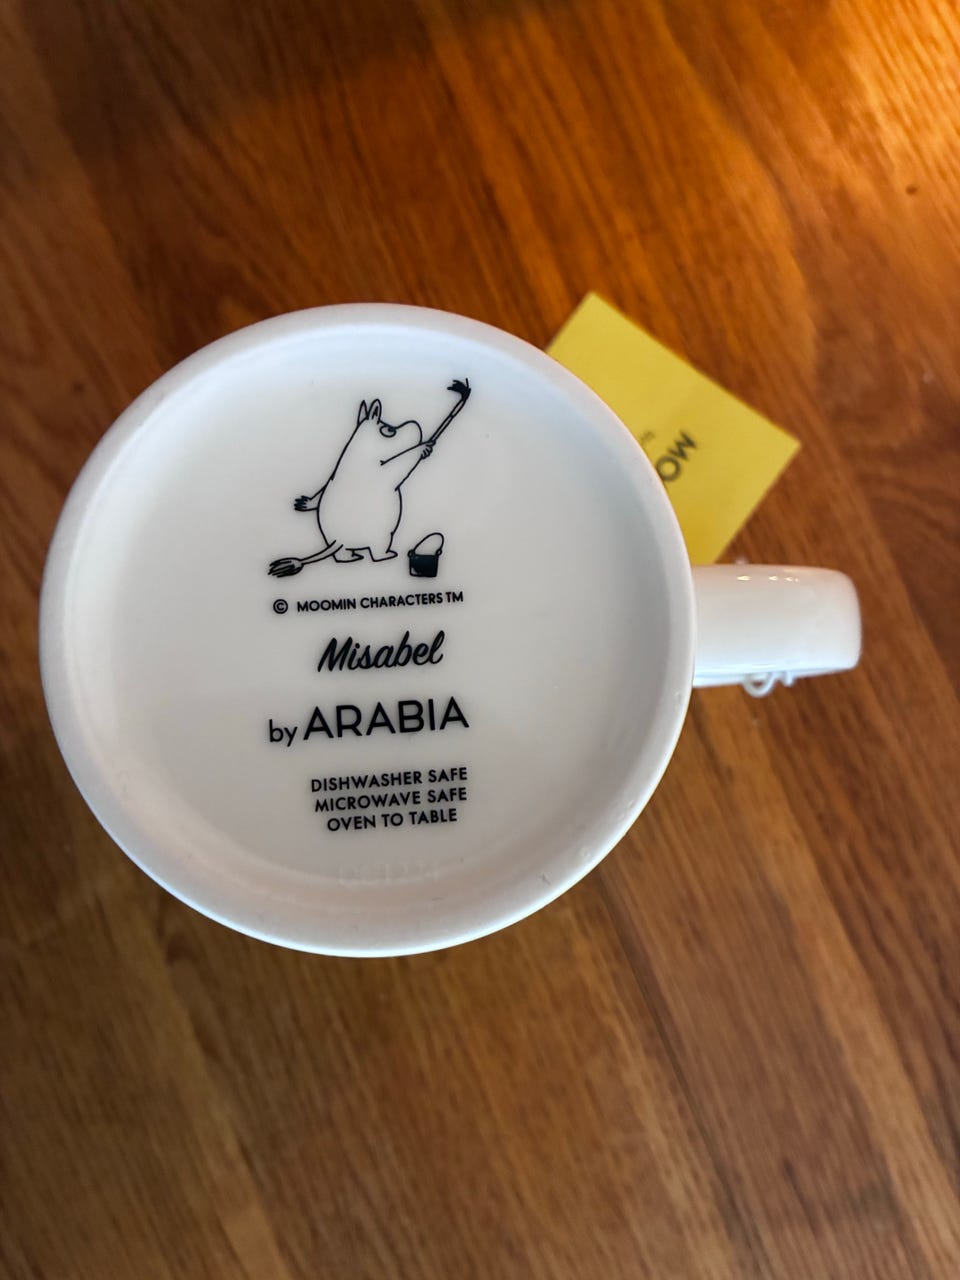 © MOOMIN CHARACTERS TM
Misabel
by ARABIA
DISHWASHER SAFE
MICROWAVE SAFE
OVEN TO TABLE